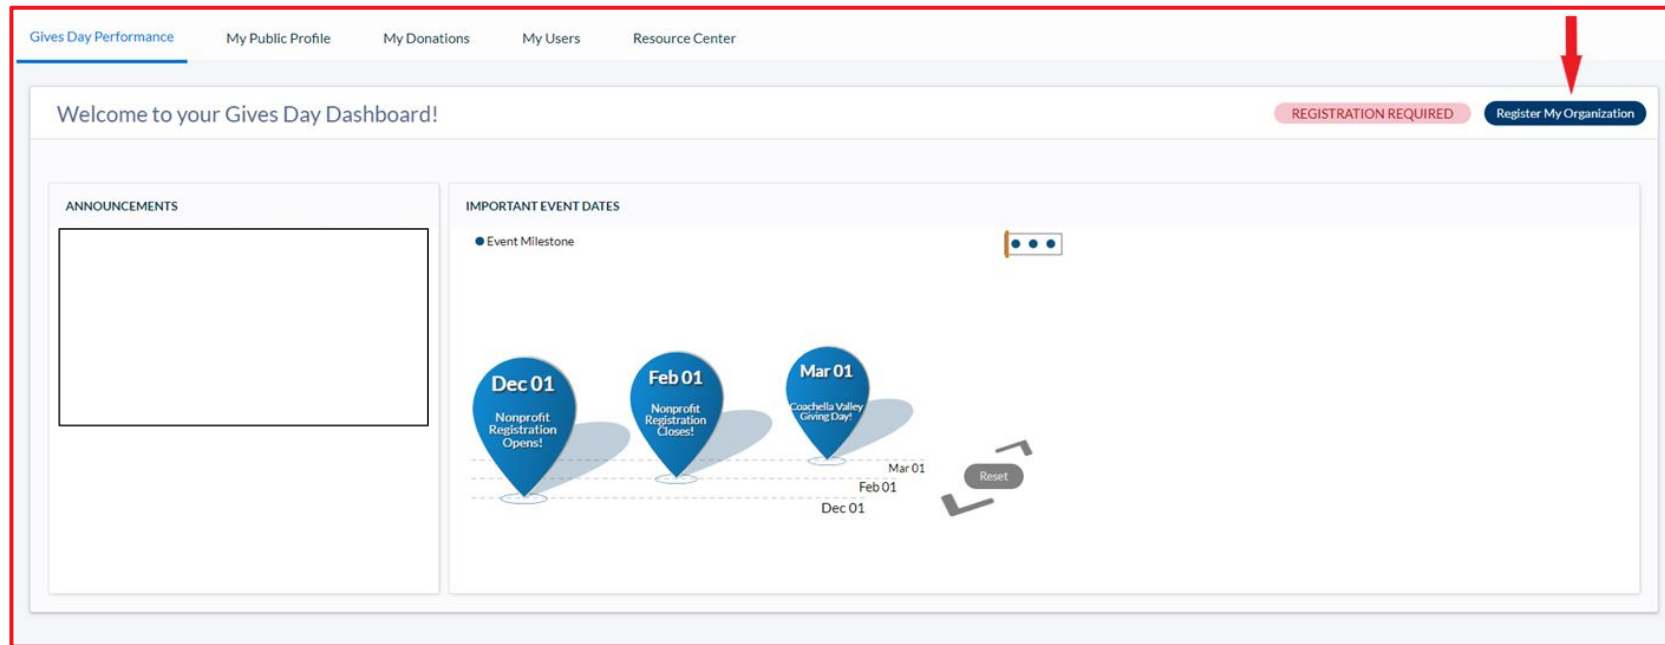 Gives Day Performance My Public Profile My Donations My Users Resource Center
Welcome to your Gives Day Dashboard!
REGISTRATION REQUIRED
Register My Organization
ANNOUNCEMENTS
IMPORTANT EVENT DATES
Event Milestone
Dec 01
Nonprofit
Registration
Opens!
Feb 01
Nonprofit
Registration
Closes!
Mar 01
Coachella Valley
Giving Day!
Mar 01
Feb 01
Dec 01
Reset